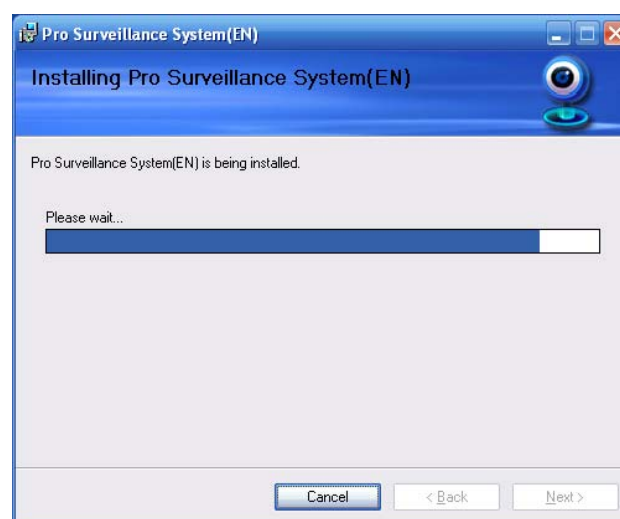 Pro Surveillance System(EN)
Installing Pro Surveillance System(EN)
Pro Surveillance System(EN) is being installed.
Please wait...
Cancel
< Back
Next >